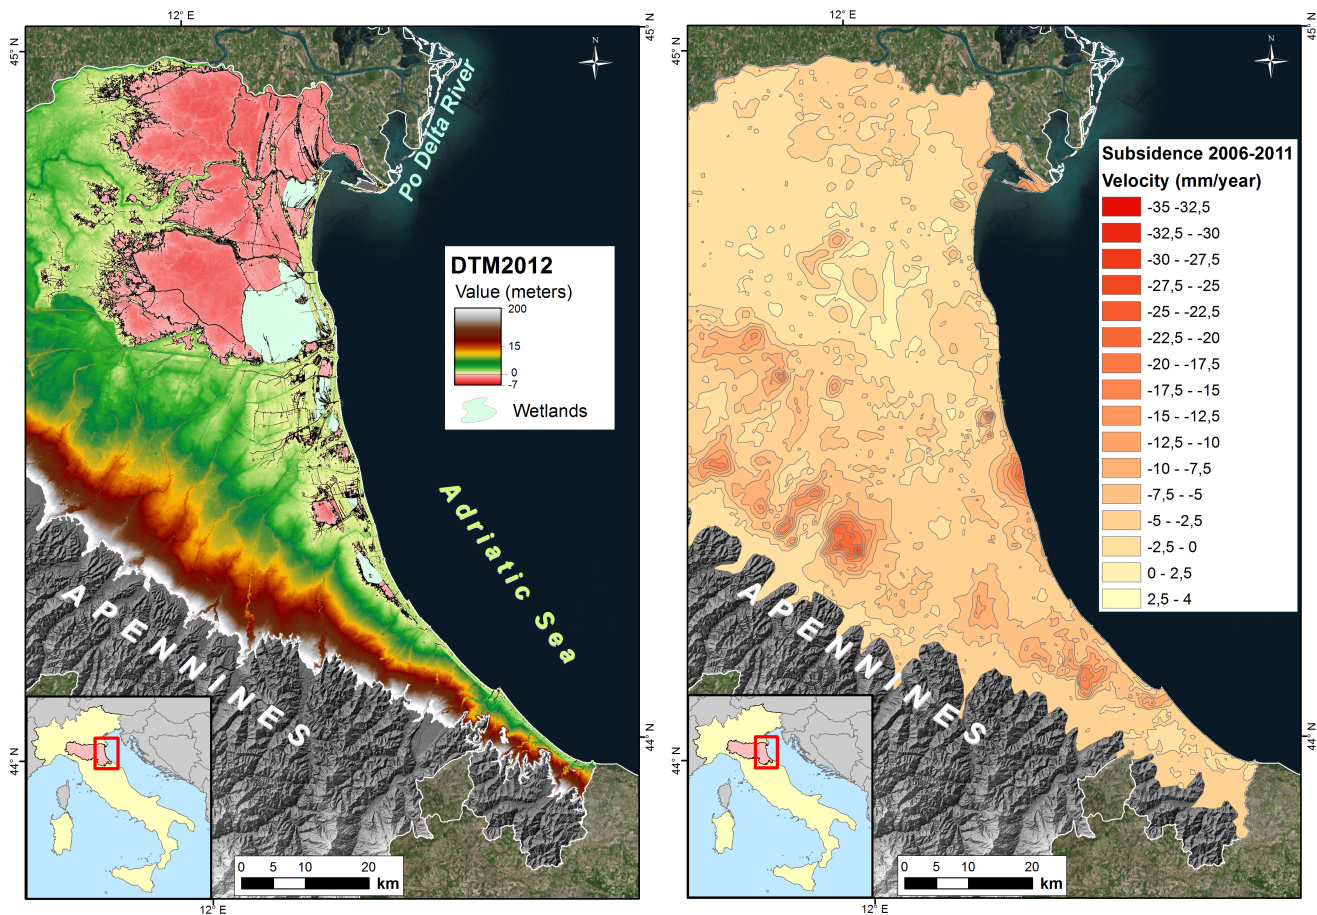 12° E
45° N
45° N
N
Po Delta River
DTM2012
Value (meters)
200
15
0
-7
Wetlands
Adriatic Sea
APENNINES
44° N
44° N
0 5 10 20
km
12° E
12° E
45° N
45° N
N
Subsidence 2006-2011
Velocity (mm/year)
-35 -32,5
-32,5 - -30
-30 - -27,5
-27,5 - -25
-25 - -22,5
-22,5 - -20
-20 - -17,5
-17,5 - -15
-15 - -12,5
-12,5 - -10
-10 - -7,5
-7,5 - -5
-5 - -2,5
-2,5 - 0
0 - 2,5
2,5 - 4
APENNINES
44° N
44° N
0 5 10 20
km
12° E